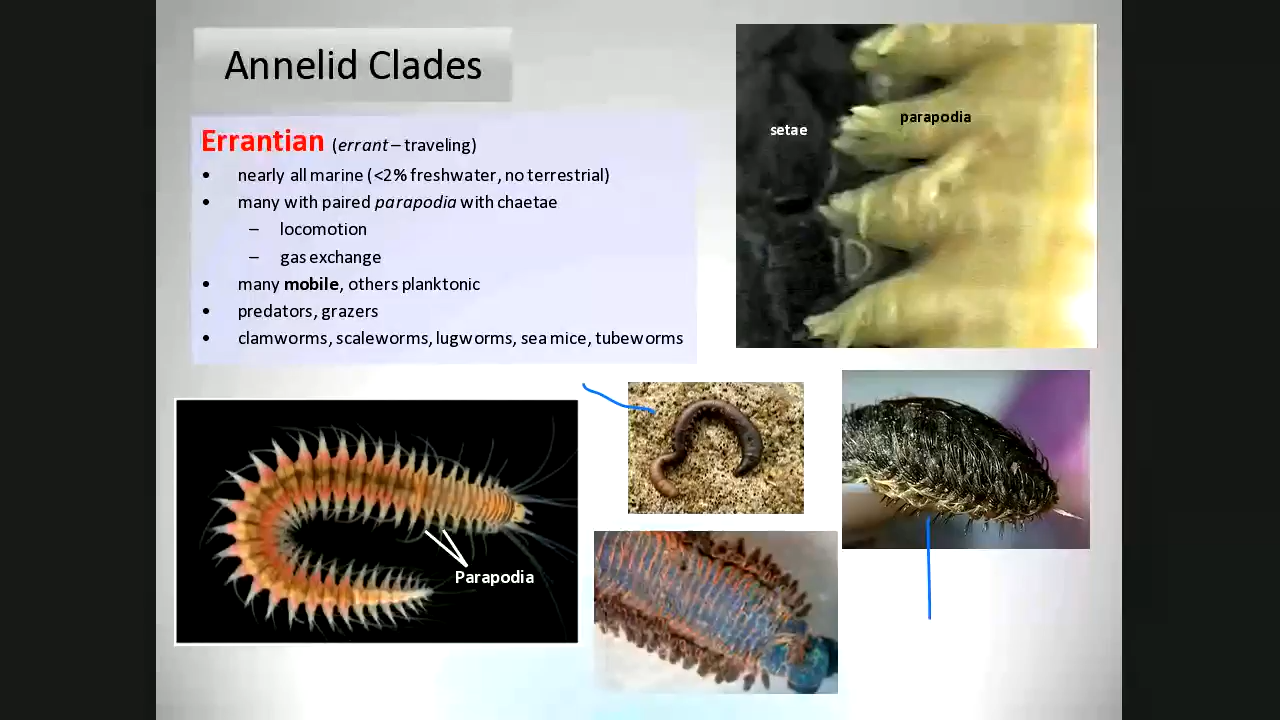 Annelid Clades
Errantian (errant – traveling)
• nearly all marine (<2% freshwater, no terrestrial)
• many with paired parapodia with chaetae
– locomotion
– gas exchange
• many mobile, others planktonic
• predators, grazers
• clamworms, scaleworms, lugworms, sea mice, tubeworms
parapodia
setae
Parapodia